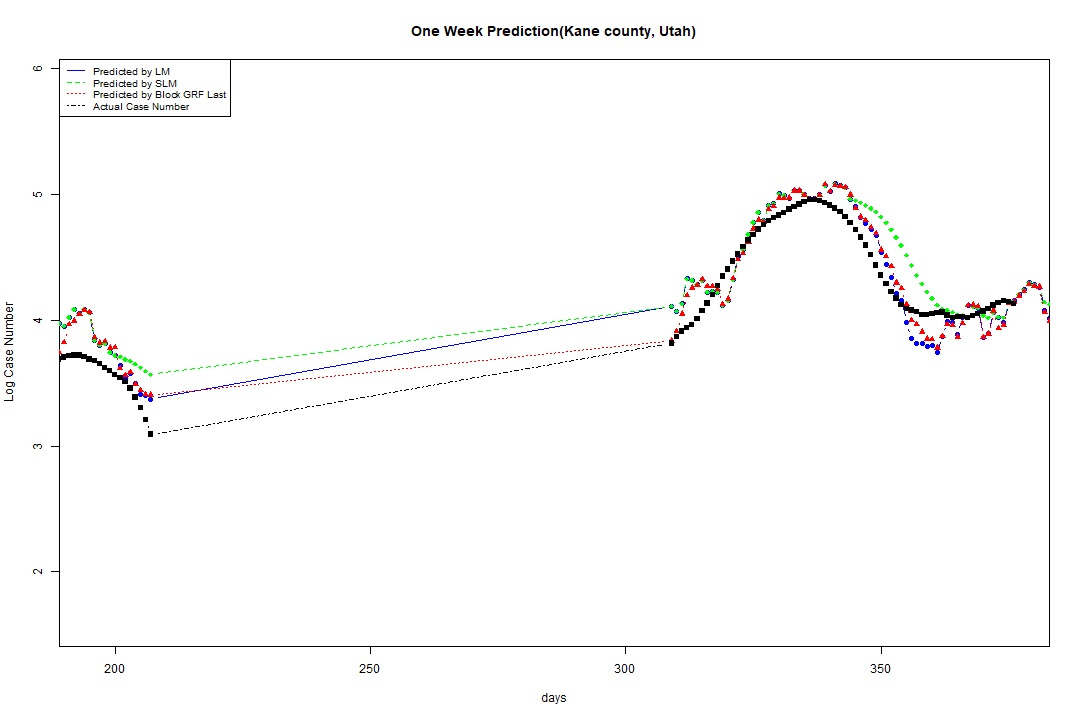 One Week Prediction(Kane county, Utah)
Predicted by LM
Predicted by SLM
Predicted by Block GRF Last
Actual Case Number
6
5
4
3
2
Log Case Number
200
250
300
350
days